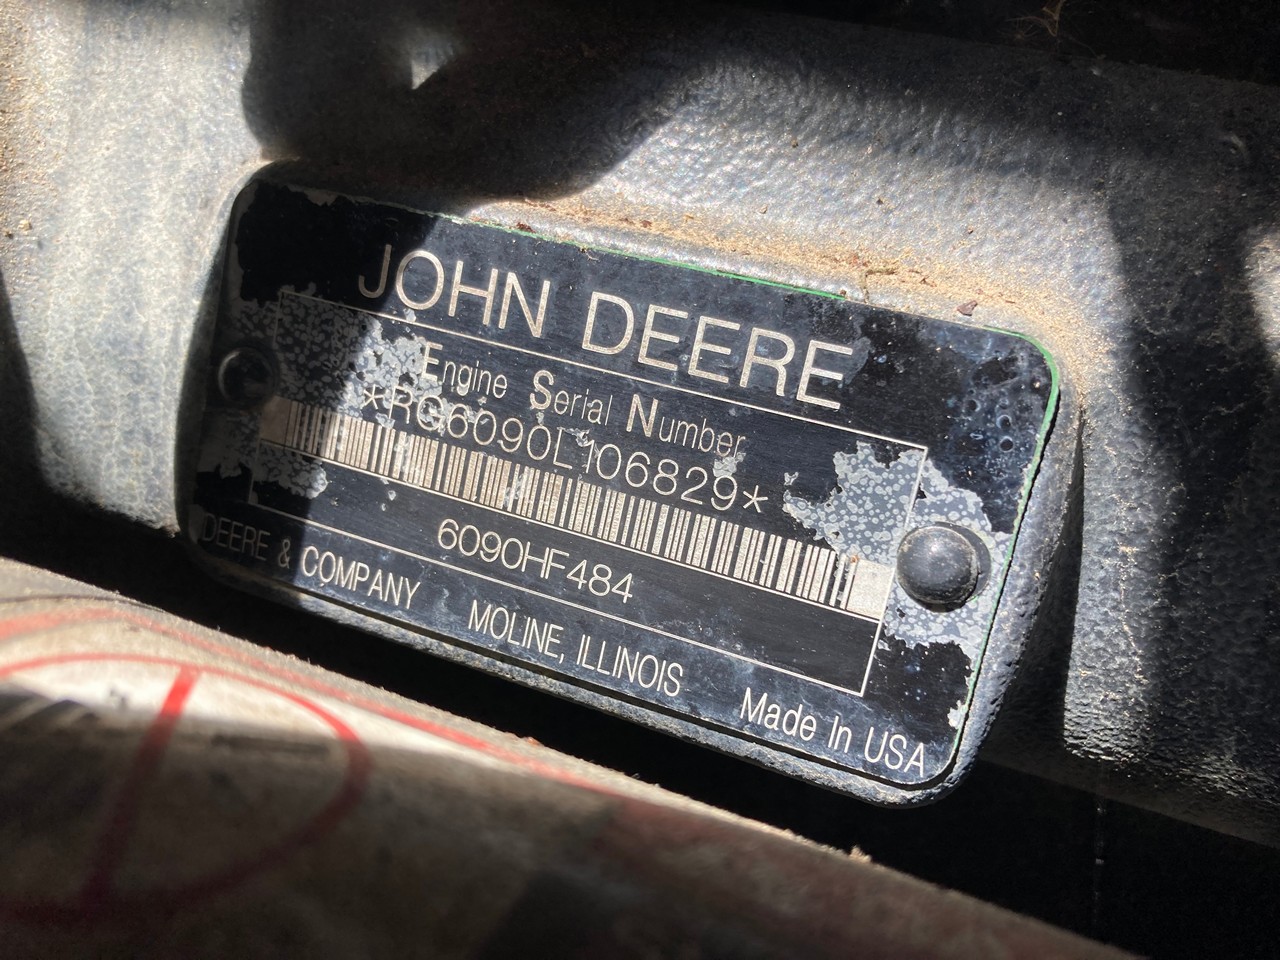 JOHN DEERE
Engine Serial Number
*RG6090L106829*
6090HF484
DEERE & COMPANY MOLINE, ILLINOIS Made In USA